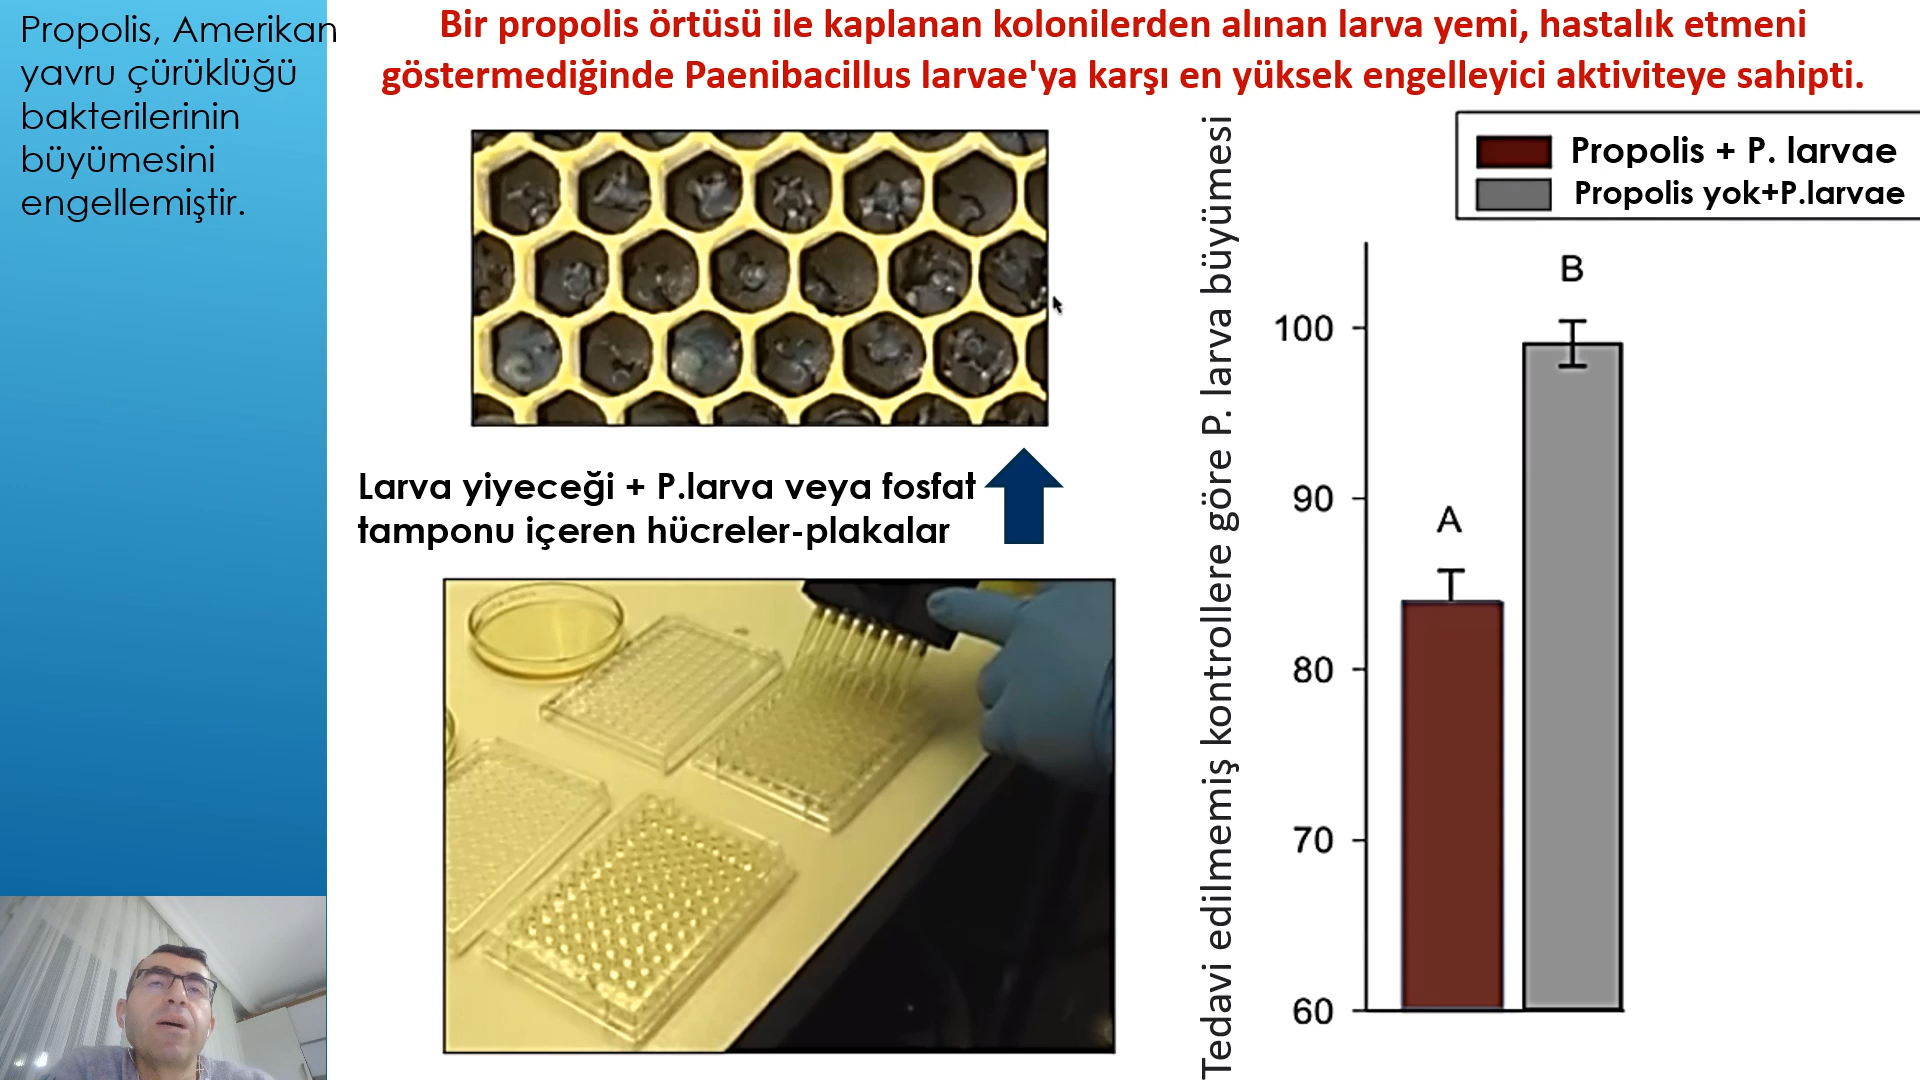 Propolis, Amerikan
yavru çürüklüğü
bakterilerinin
büyümesini
engellemiştir.
Bir propolis örtüsü ile kaplanan kolonilerden alınan larva yemi, hastalık etmeni
göstermediğinde Paenibacillus larvae'ya karşı en yüksek engelleyici aktiviteye sahipti.
Larva yiyeceği + P.larva veya fosfat
tamponu içeren hücreler-plakalar
Tedavi edilmemiş kontrollere göre P. larva büyümesi
Propolis + P. larvae
Propolis yok+P.larvae
B
100
A
90
80
70
60